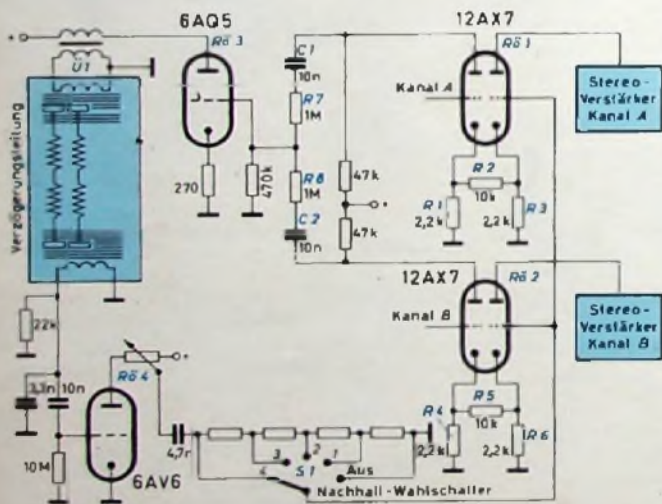 6AQ5
12AX7
+
Rö 3
Rö 1
Ü1
C1
10n
Kanal A
Stereo-
Verstärker
Kanal A
R7
1M
Verzögerungsleitung
R2
10k
270
470k
R8
1M
47k
R1
2,2k
R3
2,2k
+
C2
10n
47k
12AX7
Rö 2
22k
Kanal B
Stereo-
Verstärker
Kanal B
+
10n
Rö 4
R4
R5
10k
R6
2,2k
2,2k
4,7n
3
2
1
S1
4
Aus
10M
6AV6
Nachhall-Wahlschalter